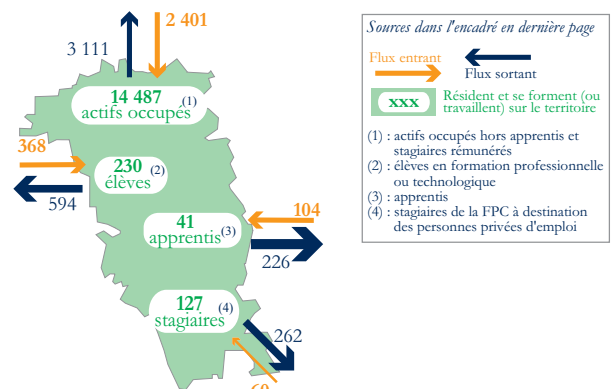 2 401
3 111
14 487
actifs occupés(1)
368
230
élèves (2)
594
104
41
apprentis(3)
226
127
stagiaires (4)
262
60
Sources dans l'encadré en dernière page
Flux entrant
Flux sortant
xxx
Résident et se forment (ou
travaillent) sur le territoire
(1) : actifs occupés hors apprentis et
stagiaires rémunérés
(2) : élèves en formation professionnelle
ou technologique
(3) : apprentis
(4) : stagiaires de la FPC à destination
des personnes privées d'emploi